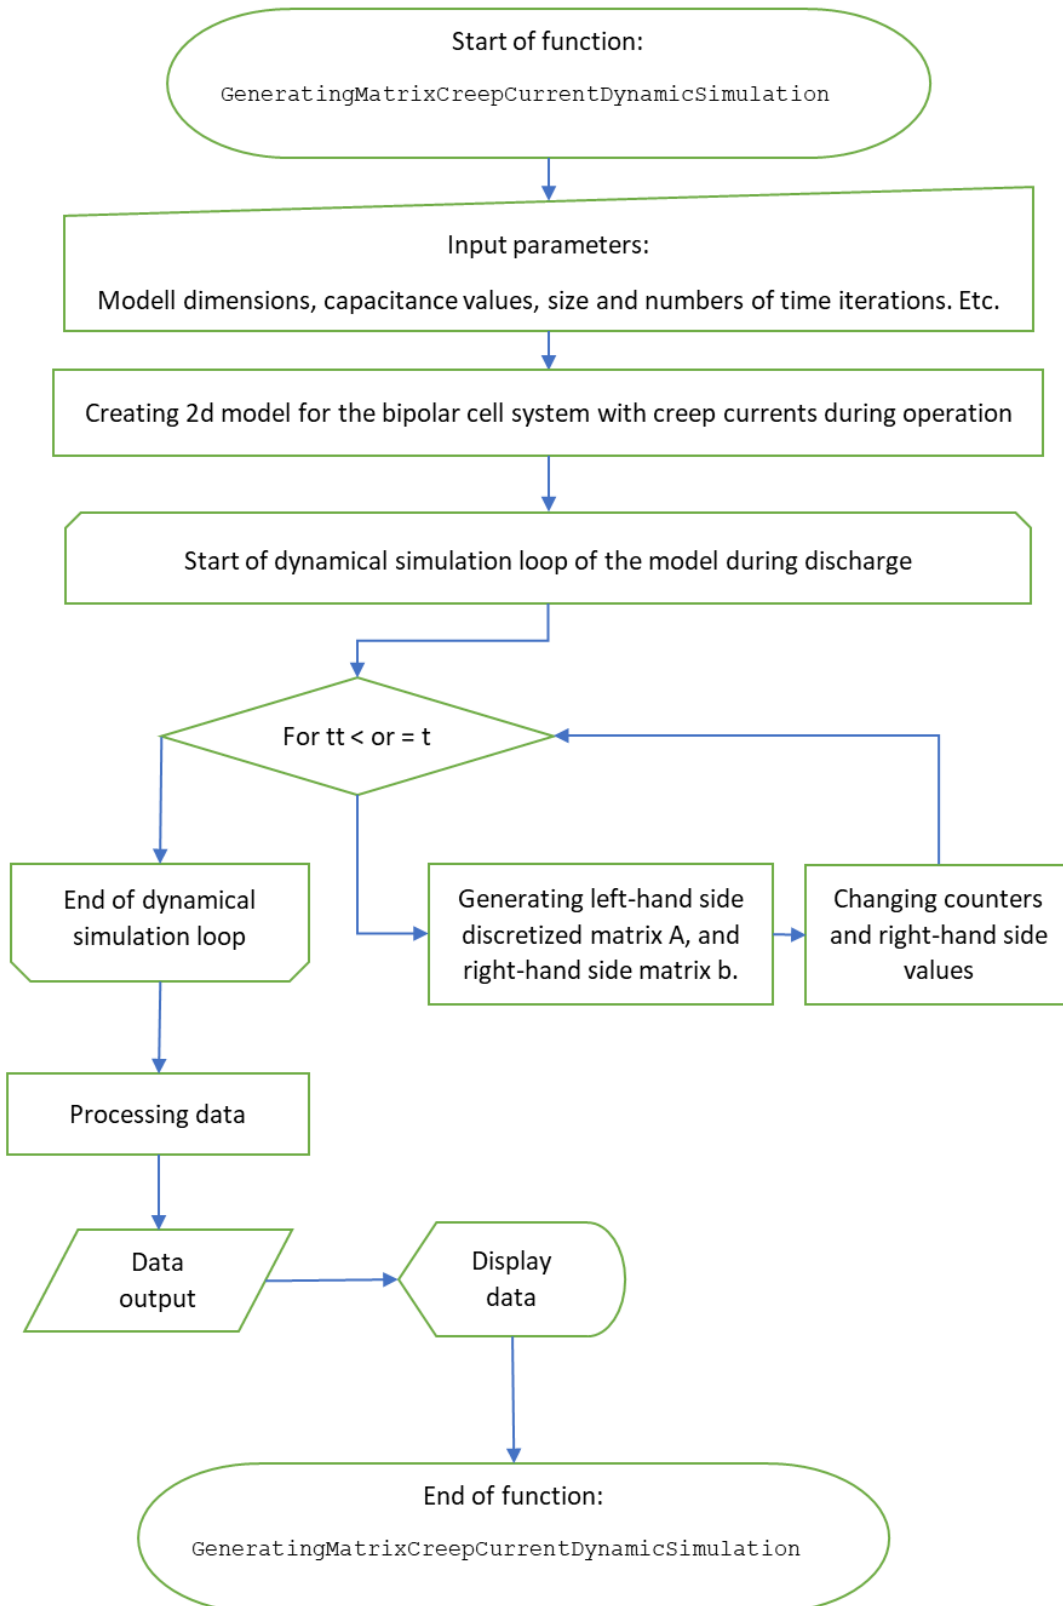 Start of function:
GeneratingMatrixCreepCurrentDynamicSimulation
Input parameters:
Modell dimensions, capacitance values, size and numbers of time iterations. Etc.
Creating 2d model for the bipolar cell system with creep currents during operation
Start of dynamical simulation loop of the model during discharge
For tt < or = t
End of dynamical
simulation loop
Generating left-hand side
discretized matrix A, and
right-hand side matrix b.
Changing counters
and right-hand side
values
Processing data
Data
output
Display
data
End of function:
GeneratingMatrixCreepCurrentDynamicSimulation